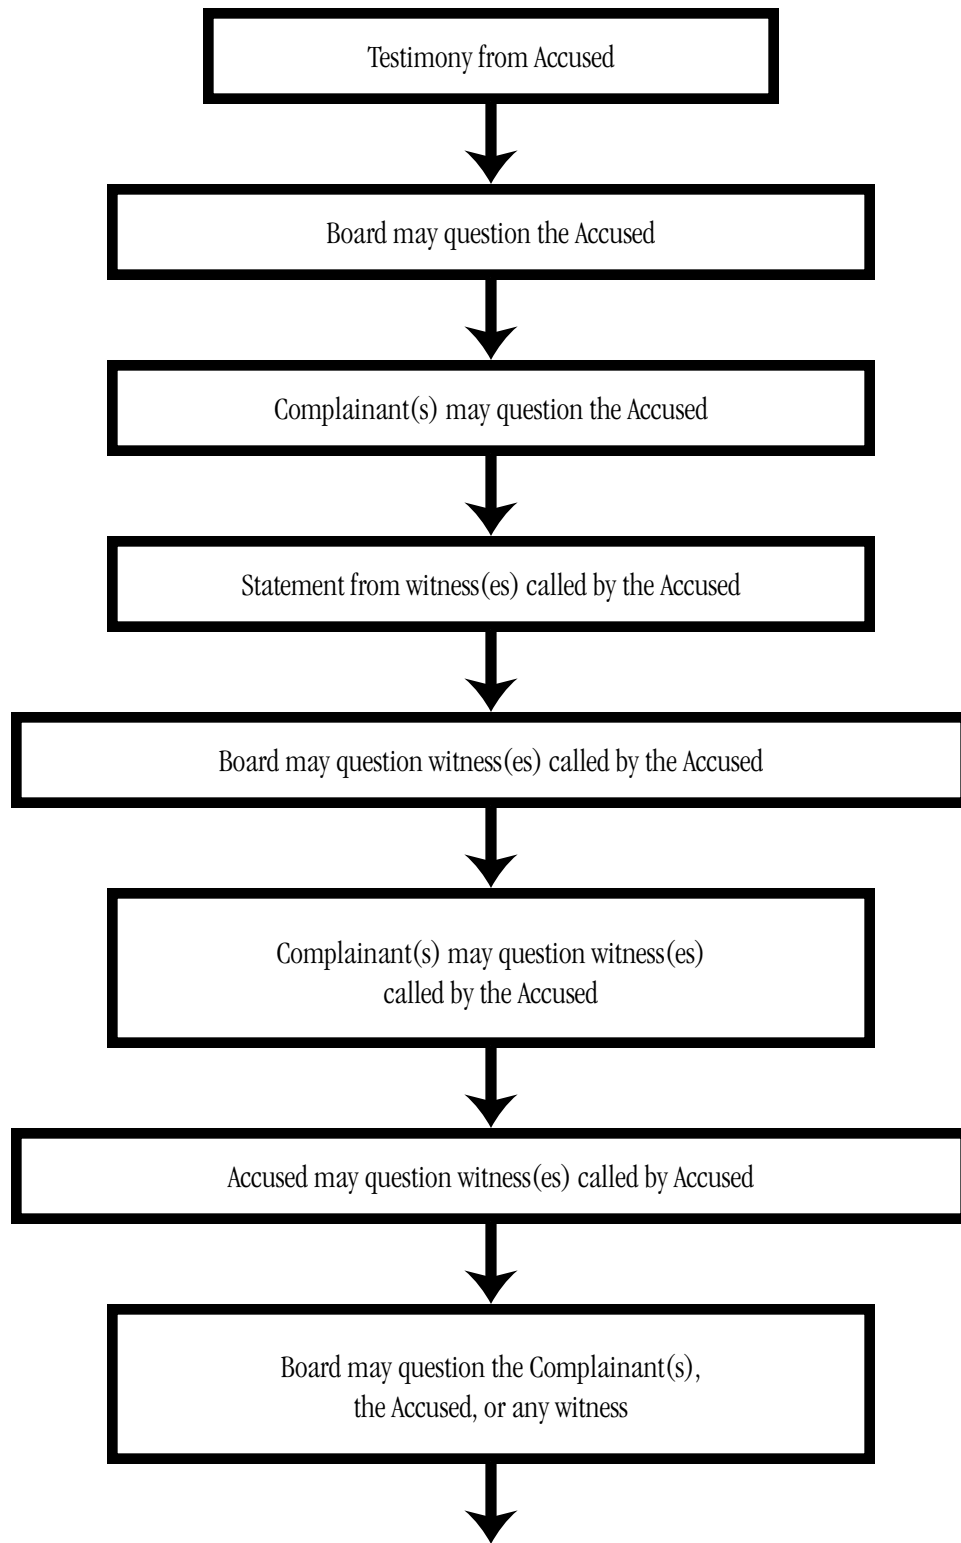 Testimony from Accused
Board may question the Accused
Complainant(s) may question the Accused
Statement from witness(es) called by the Accused
Board may question witness(es) called by the Accused
Complainant(s) may question witness(es)
called by the Accused
Accused may question witness(es) called by Accused
Board may question the Complainant(s),
the Accused, or any witness